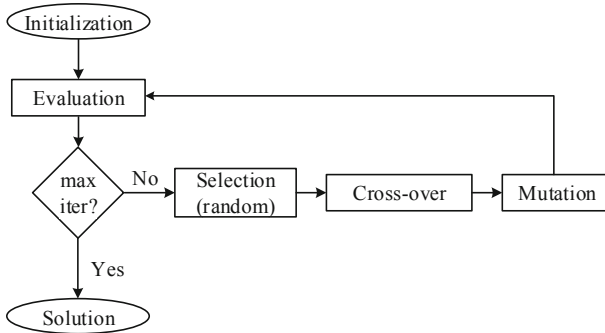 Initialization
Evaluation
max
iter?
No
Selection
(random)
Cross-over
Mutation
Yes
Solution